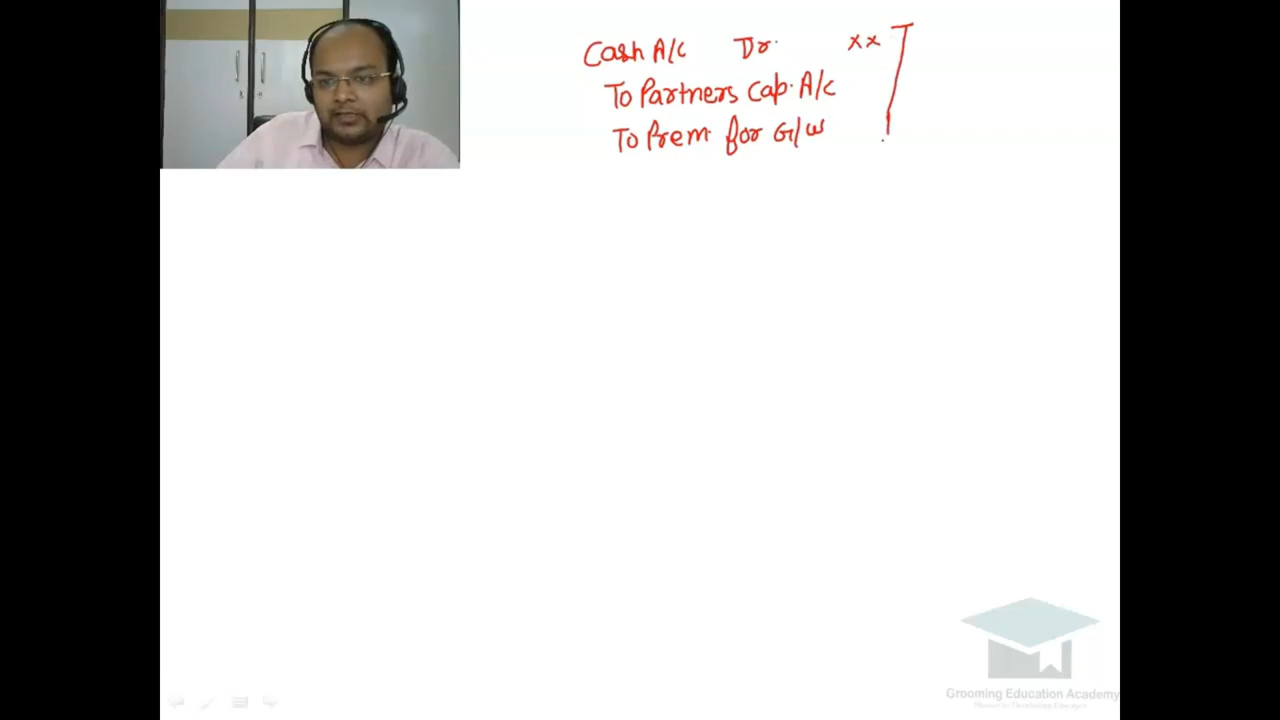 Cash A/c Dr. xx
To Partners Cap. A/c
To Prem. for G/w
Grooming Education Academy